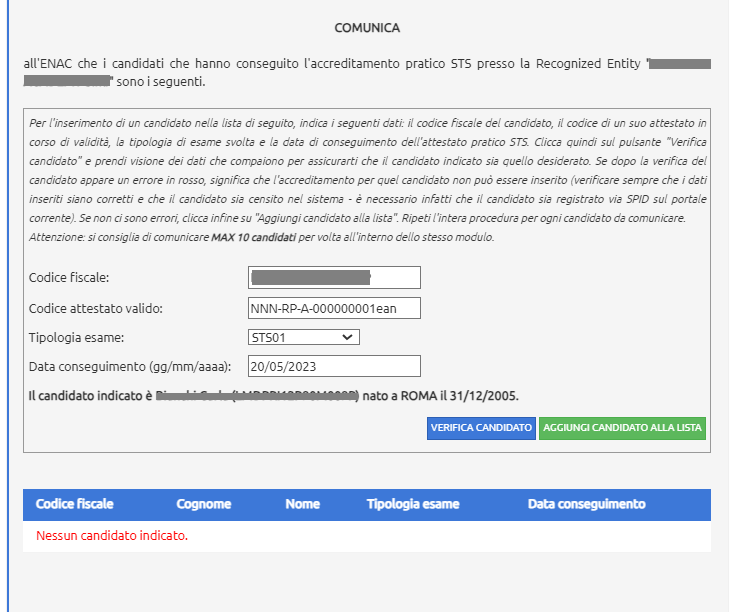 COMUNICA
all'ENAC che i candidati che hanno conseguito l'accreditamento pratico STS presso la Recognized Entity "
" sono i seguenti.
Per l'inserimento di un candidato nella lista di seguito, indica i seguenti dati: il codice fiscale del candidato, il codice di un suo attestato in
corso di validità, la tipologia di esame svolta e la data di conseguimento dell'attestato pratico STS. Clicca quindi sul pulsante "Verifica
candidato" e prendi visione dei dati che compaiono per assicurarti che il candidato indicato sia quello desiderato. Se dopo la verifica del
candidato appare un errore in rosso, significa che l'accreditamento per quel candidato non può essere inserito (verificare sempre che i dati
inseriti siano corretti e che il candidato sia censito nel sistema - è necessario infatti che il candidato sia registrato via SPID sul portale
corrente). Se non ci sono errori, clicca infine su "Aggiungi candidato alla lista". Ripeti l'intera procedura per ogni candidato da comunicare.
Attenzione: si consiglia di comunicare MAX 10 candidati per volta all'interno dello stesso modulo.
Codice fiscale:
Codice attestato valido: NNN-RP-A-000000001ean
Tipologia esame: STS01
Data conseguimento (gg/mm/aaaa): 20/05/2023
Il candidato indicato è ) nato a ROMA il 31/12/2005.
VERIFICA CANDIDATO AGGIUNGI CANDIDATO ALLA LISTA
Codice fiscale Cognome Nome Tipologia esame Data conseguimento
Nessun candidato indicato.